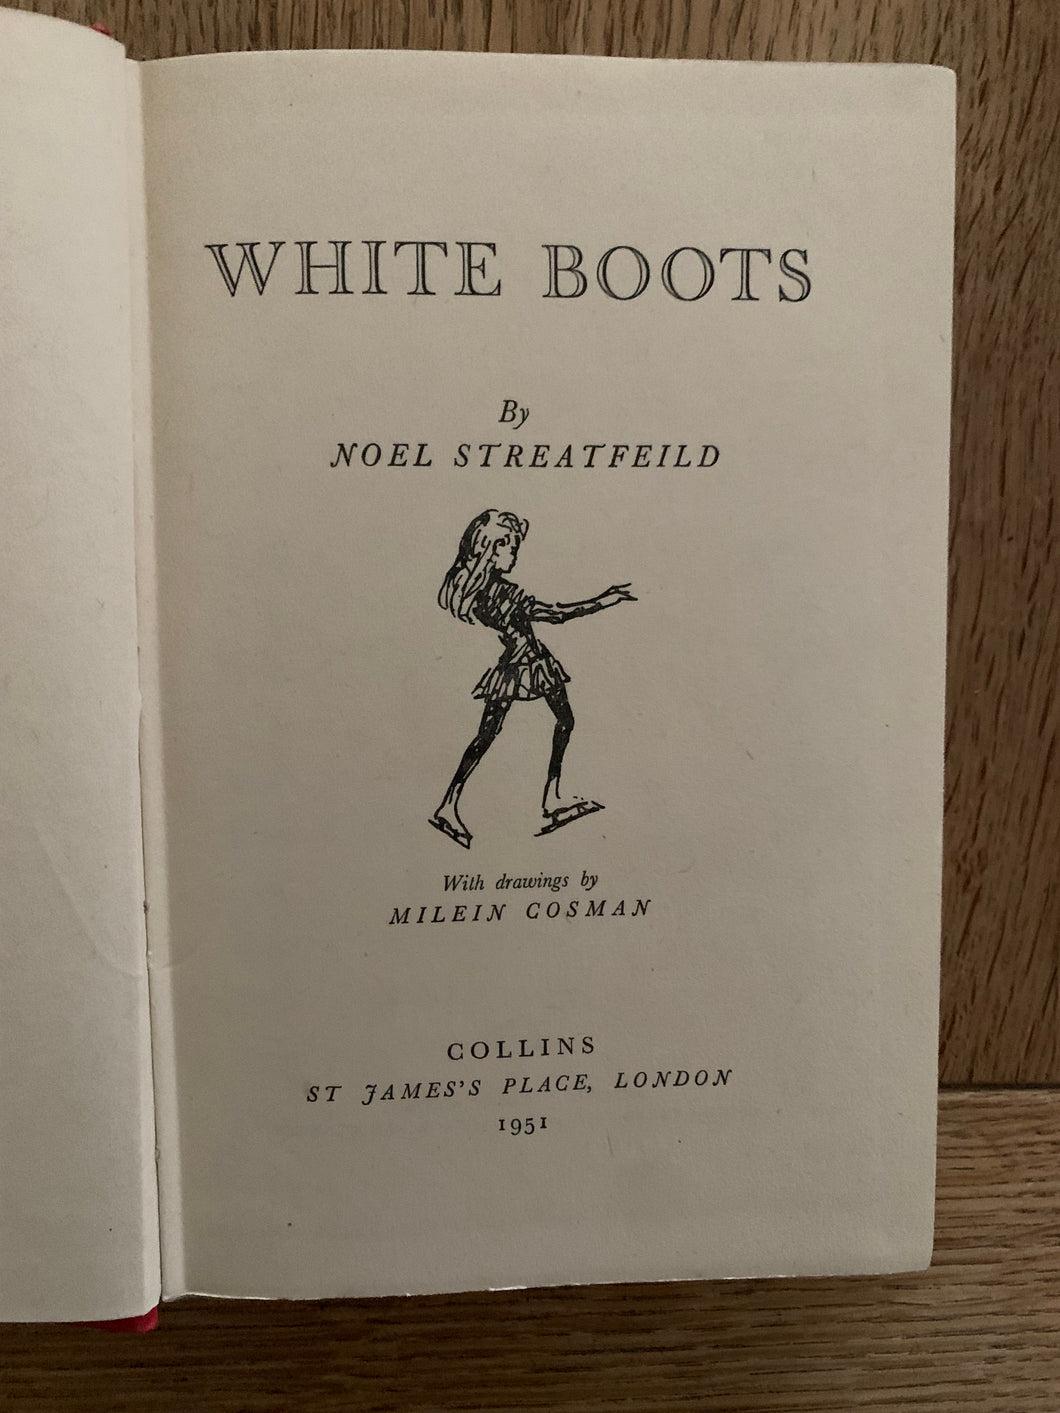 WHITE BOOTS
By
NOEL STREATFEILD
With drawings by
MILEIN COSMAN
COLLINS
ST JAMES'S PLACE, LONDON
1951